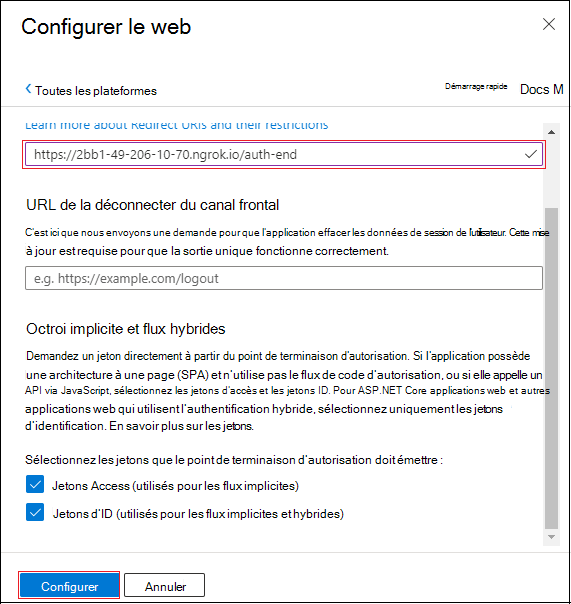 Configurer le web
Toutes les plateformes
Démarrage rapide
Docs M
Learn more about Redirect URIs and their restrictions
https://2bb1-49-206-10-70.ngrok.io/auth-end
URL de la déconnecter du canal frontal
C'est ici que nous envoyons une demande pour que l'application effacer les données de session de l'utilisateur. Cette mise
à jour est requise pour que la sortie unique fonctionne correctement.
e.g. https://example.com/logout
Octroi implicite et flux hybrides
Demandez un jeton directement à partir du point de terminaison d'autorisation. Si l'application possède
une architecture à une page (SPA) et n'utilise pas le flux de code d'autorisation, ou si elle appelle un
API via JavaScript, sélectionnez les jetons d'accès et les jetons ID. Pour ASP.NET Core applications web et autres
applications web qui utilisent l'authentification hybride, sélectionnez uniquement les jetons
d'identification. En savoir plus sur les jetons.
Sélectionnez les jetons que le point de terminaison d'autorisation doit émettre :
Jetons Access (utilisés pour les flux implicites)
Jetons d'ID (utilisés pour les flux implicites et hybrides)
Configurer
Annuler